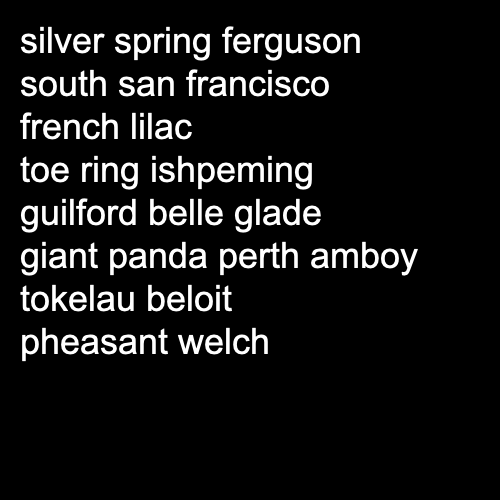 silver spring ferguson
south san francisco
french lilac
toe ring ishpeming
guilford belle glade
giant panda perth amboy
tokelau beloit
pheasant welch